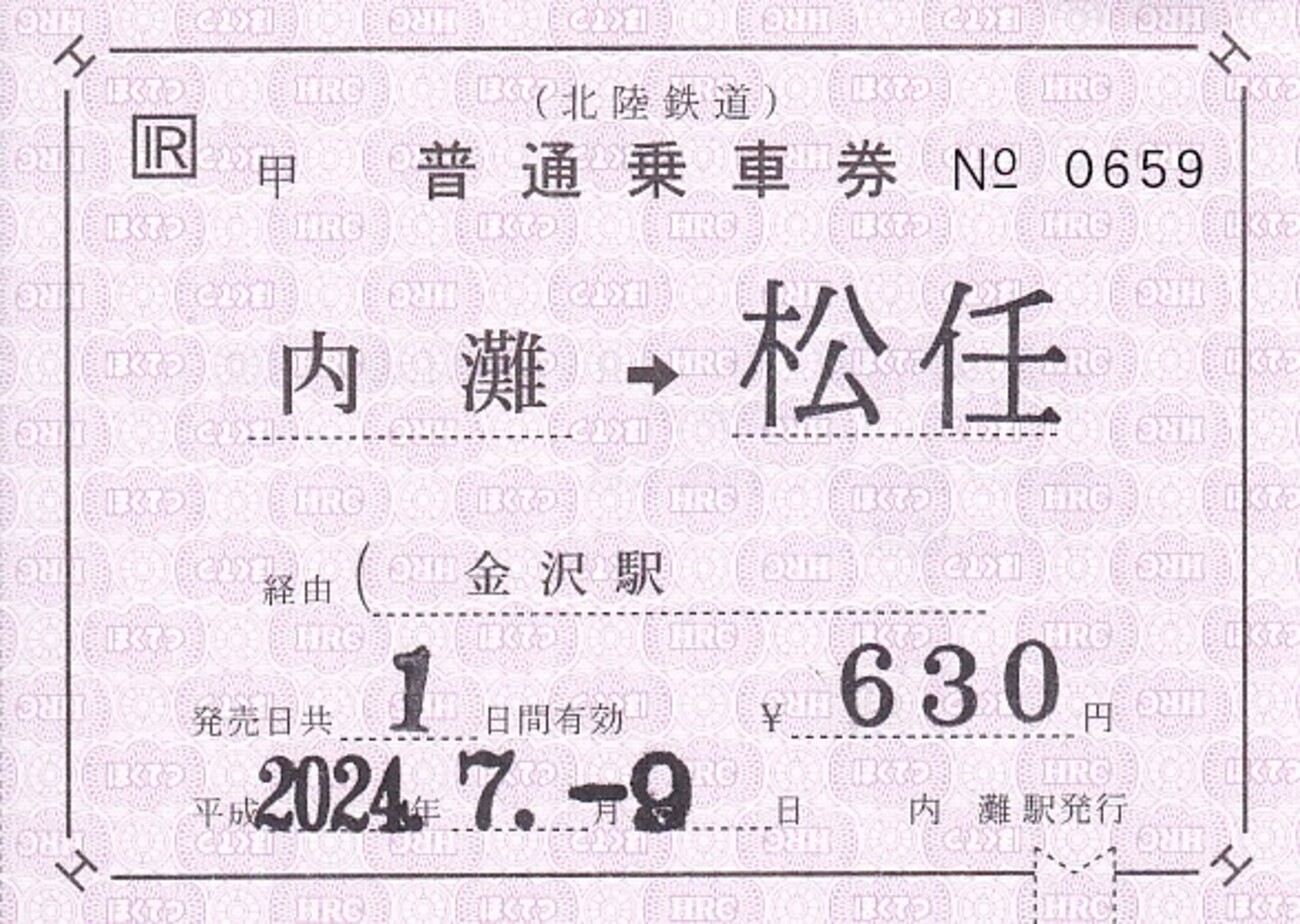 (北陸鉄道)
IR 甲 普通乗車券 № 0659
内灘 ➡ 松任
経由 ( 金沢駅
発売日共 1 日間有効 ¥ 630 円
平成 2024.年 7.月 -9 日 内灘駅発行